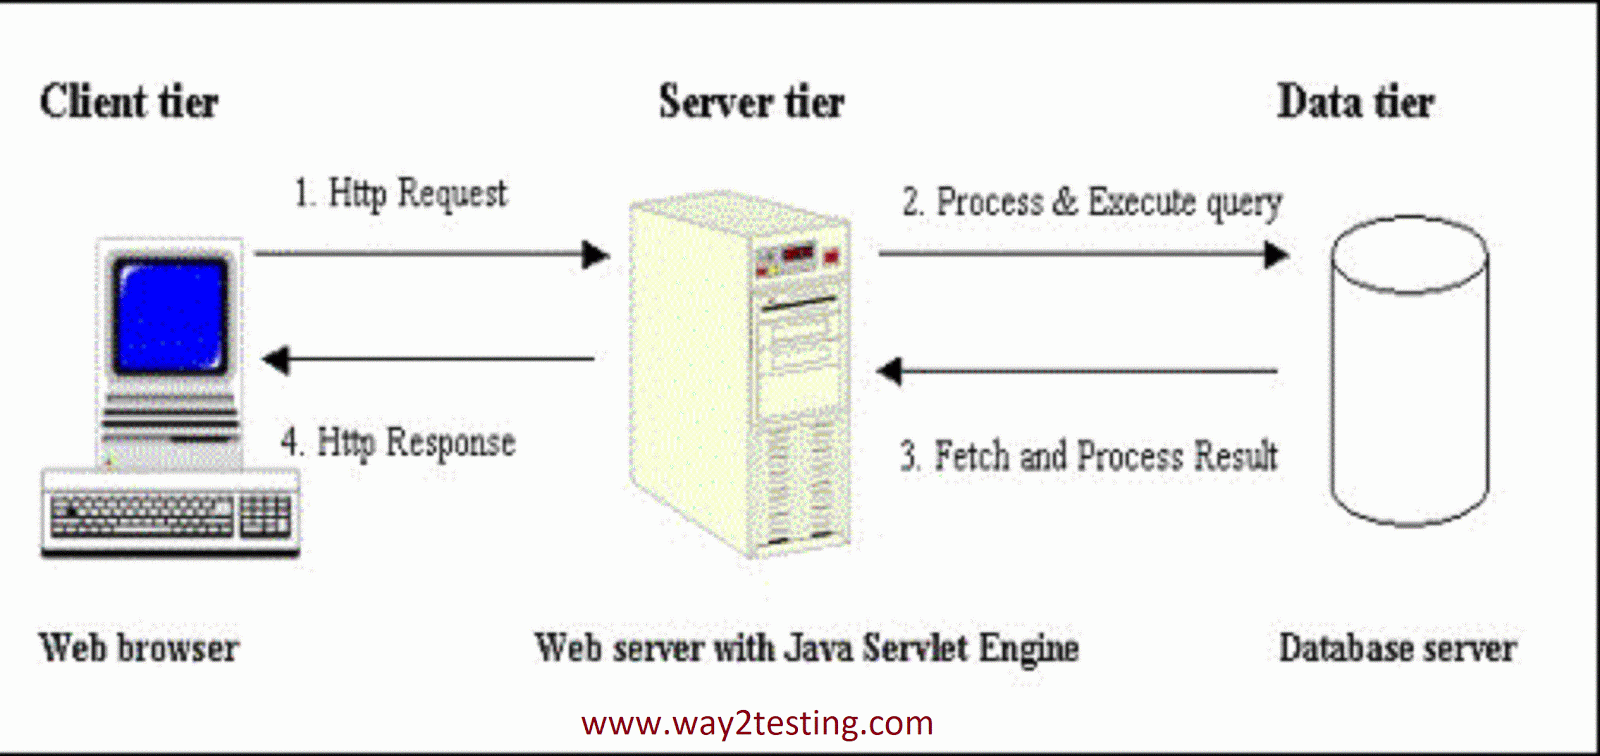 Client tier
Server tier
Data tier
1. Http Request
2. Process & Execute query
4. Http Response
3. Fetch and Process Result
Web browser
Web server with Java Servlet Engine
Database server
www.way2testing.com